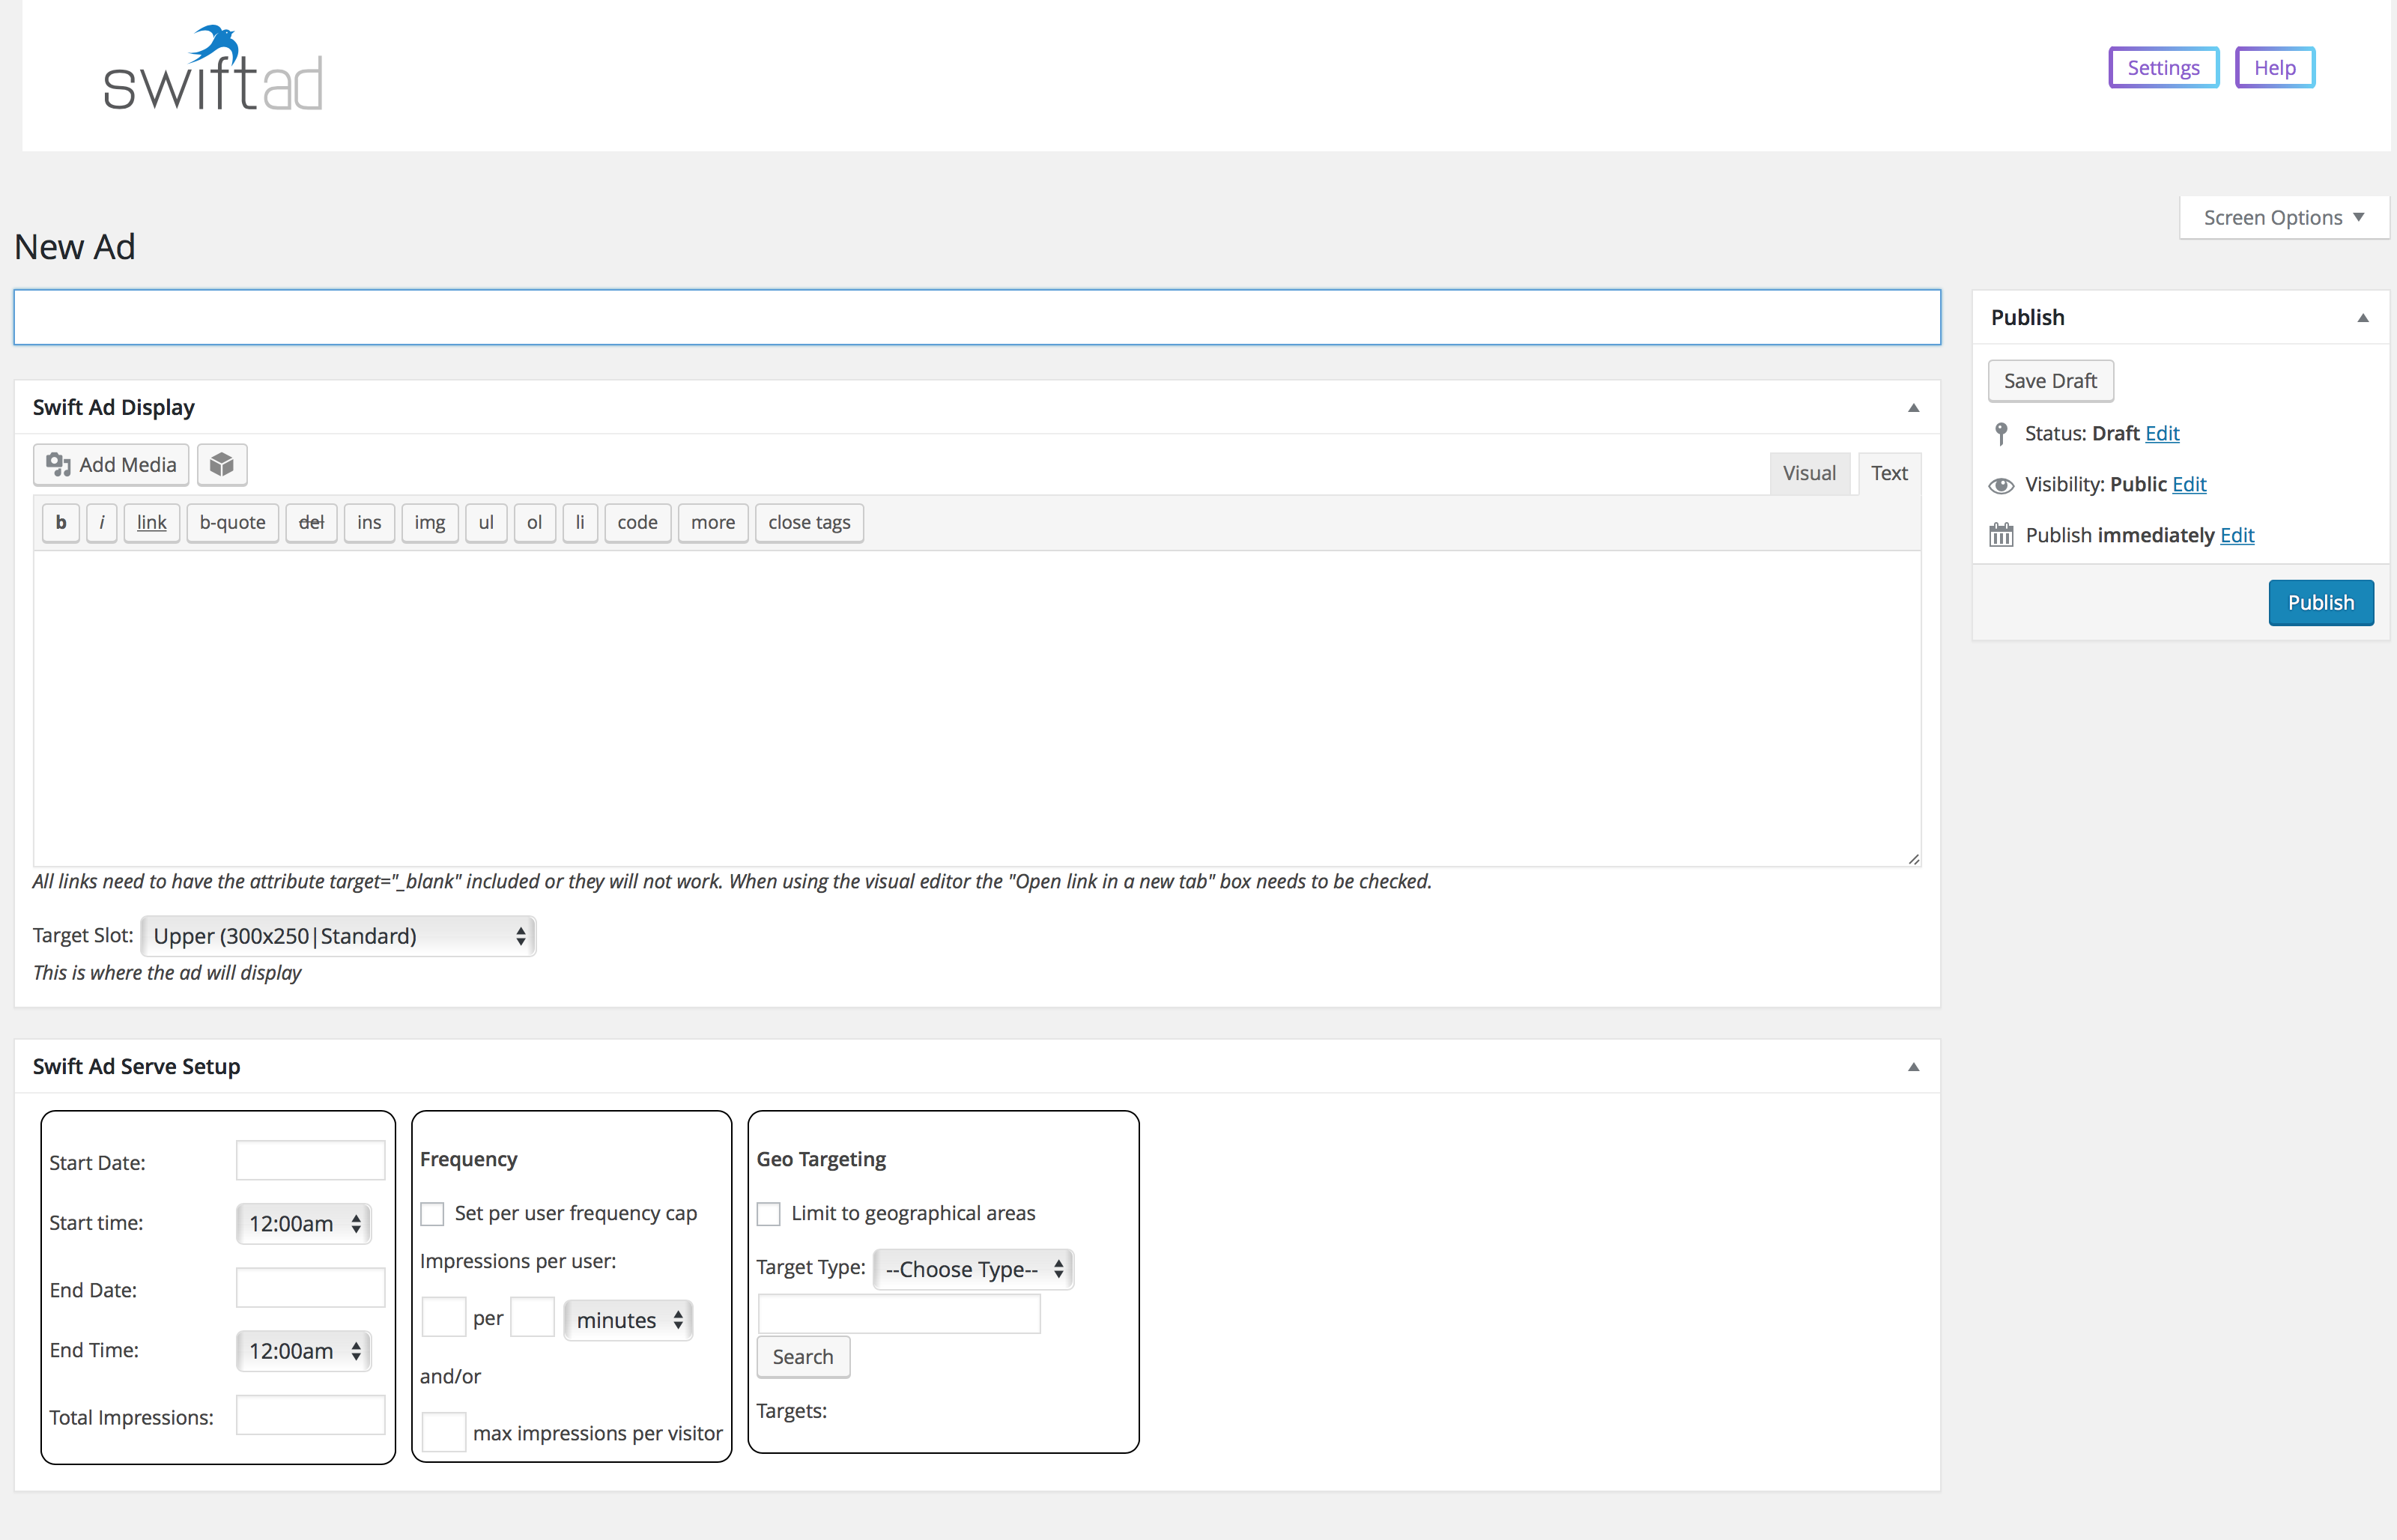 swiftad
Settings
Help
Screen Options
New Ad
Publish
Save Draft
Status: Draft Edit
Visibility: Public Edit
Publish immediately Edit
Publish
Swift Ad Display
Add Media
Visual
Text
b i link b-quote del ins img ul ol li code more close tags
All links need to have the attribute target="_blank" included or they will not work. When using the visual editor the "Open link in a new tab" box needs to be checked.
Target Slot: Upper (300x250|Standard)
This is where the ad will display
Swift Ad Serve Setup
Start Date:
Start time: 12:00am
End Date:
End Time: 12:00am
Total Impressions:
Frequency
Set per user frequency cap
Impressions per user:
per minutes
and/or
max impressions per visitor
Geo Targeting
Limit to geographical areas
Target Type: --Choose Type--
Search
Targets: